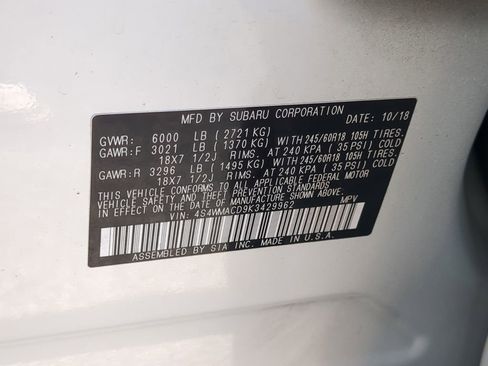 MFD BY SUBARU CORPORATION DATE: 10/18
GVWR: 6000 LB (2721 KG)
GAWR:F 3021 LB (1370 KG) WITH 245/60R18 105H TIRES,
18X7 1/2J RIMS, AT 240 KPA (35 PSI) COLD
GAWR:R 3296 LB (1495 KG) WITH 245/60R18 105H TIRES,
18X7 1/2J RIMS, AT 240 KPA (35 PSI) COLD
THIS VEHICLE CONFORMS TO ALL APPLICABLE FEDERAL MOTOR
VEHICLE SAFETY AND THEFT PREVENTION STANDARDS
IN EFFECT ON THE DATE OF MANUFACTURE SHOWN ABOVE.
VIN: 4S4WMACD9K3429962 MPV
ASSEMBLED BY SIA INC. MADE IN U.S.A.